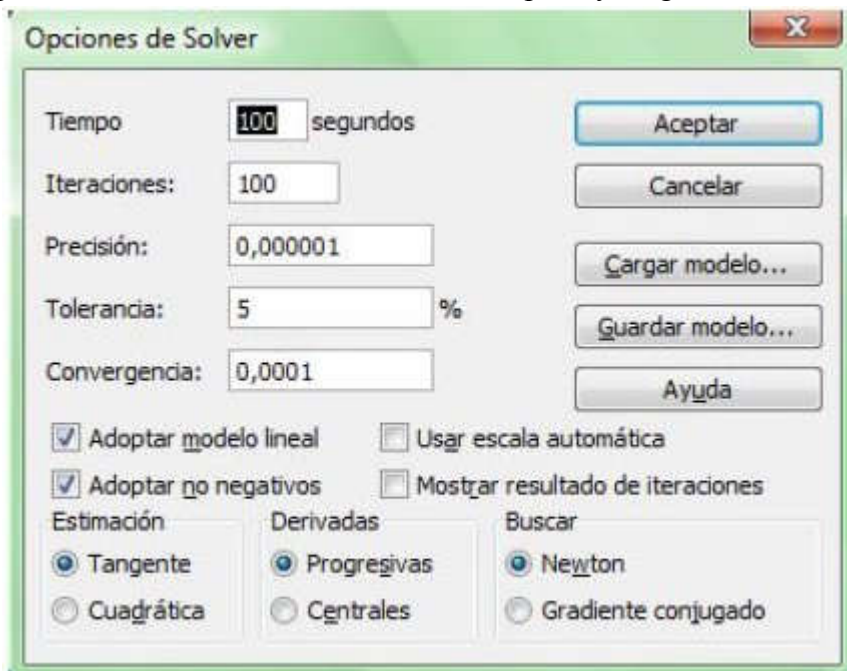 Opciones de Solver
Tiempo 100 segundos
Aceptar
Iteraciones: 100
Cancelar
Precisión: 0,000001
Cargar modelo...
Tolerancia: 5 %
Guardar modelo...
Convergencia: 0,0001
Ayuda
Adoptar modelo lineal
Usar escala automática
Adoptar no negativos
Mostrar resultado de iteraciones
Estimación
Derivadas
Buscar
Tangente
Progresivas
Newton
Cuadrática
Centrales
Gradiente conjugado